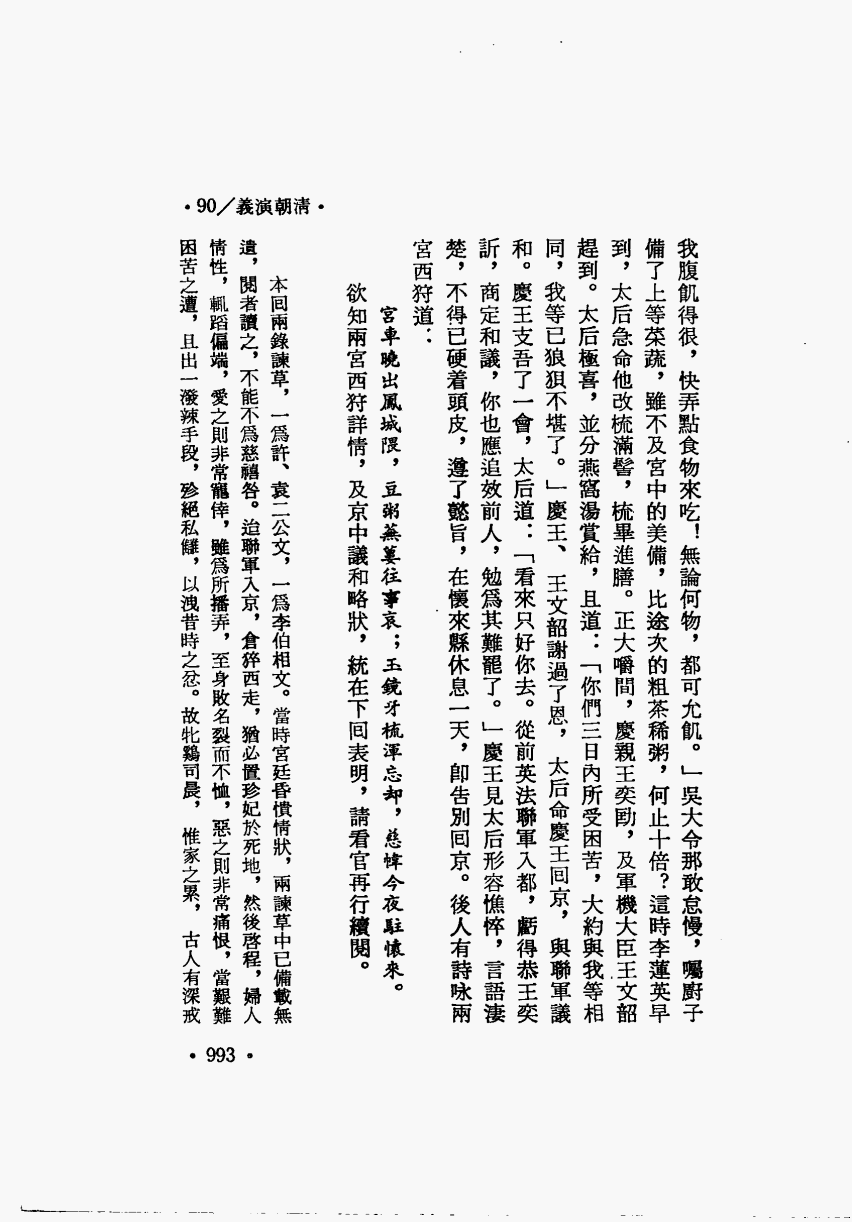 •90／義演朝清•
我腹飢得很，快弄點食物來吃！無論何物，都可允飢。」吳大令那敢怠慢，囑廚子
備了上等菜蔬，雖不及宮中的美備，比途次的粗茶稀粥，何止十倍？這時李蓮英早
到，太后急命他改梳滿髻，梳畢進膳。正大嚼間，慶親王奕劻，及軍機大臣王文韶
趕到。太后極喜，並分燕窩湯賞給，且道：「你們三日內所受困苦，大約與我等相
同，我等已狼狽不堪了。」慶王、王文韶謝過了恩，太后命慶王回京，與聯軍議
和。慶王支吾了一會，太后道：「看來只好你去。從前英法聯軍入都，虧得恭王奕
訢，商定和議，你也應追效前人，勉爲其難罷了。」慶王見太后形容憔悴，言語淒
楚，不得已硬着頭皮，遵了懿旨，在懷來縣休息一天，卽告別回京。後人有詩咏兩
宮西狩道：
宮車曉出鳳城隈，豆粥蕪蔞往事哀；玉鏡牙梳渾忘却，慈幃今夜駐懷來。
欲知兩宮西狩詳情，及京中議和略狀，統在下回表明，請看官再行續閱。
本回兩錄諫草，一爲許、袁二公文，一爲李伯相文。當時宮廷昏憒情狀，兩諫草中已備載無
遺，閱者讀之，不能不爲慈禧咎。迨聯軍入京，倉猝西走，猶必置珍妃於死地，然後啓程，婦人
情性，輒蹈偏端，愛之則非常寵倖，雖爲所播弄，至身敗名裂而不恤，惡之則非常痛恨，當艱難
困苦之遭，且出一潑辣手段，殄絕私讎，以洩昔時之忿。故牝鷄司晨，惟家之累，古人有深戒
•993•